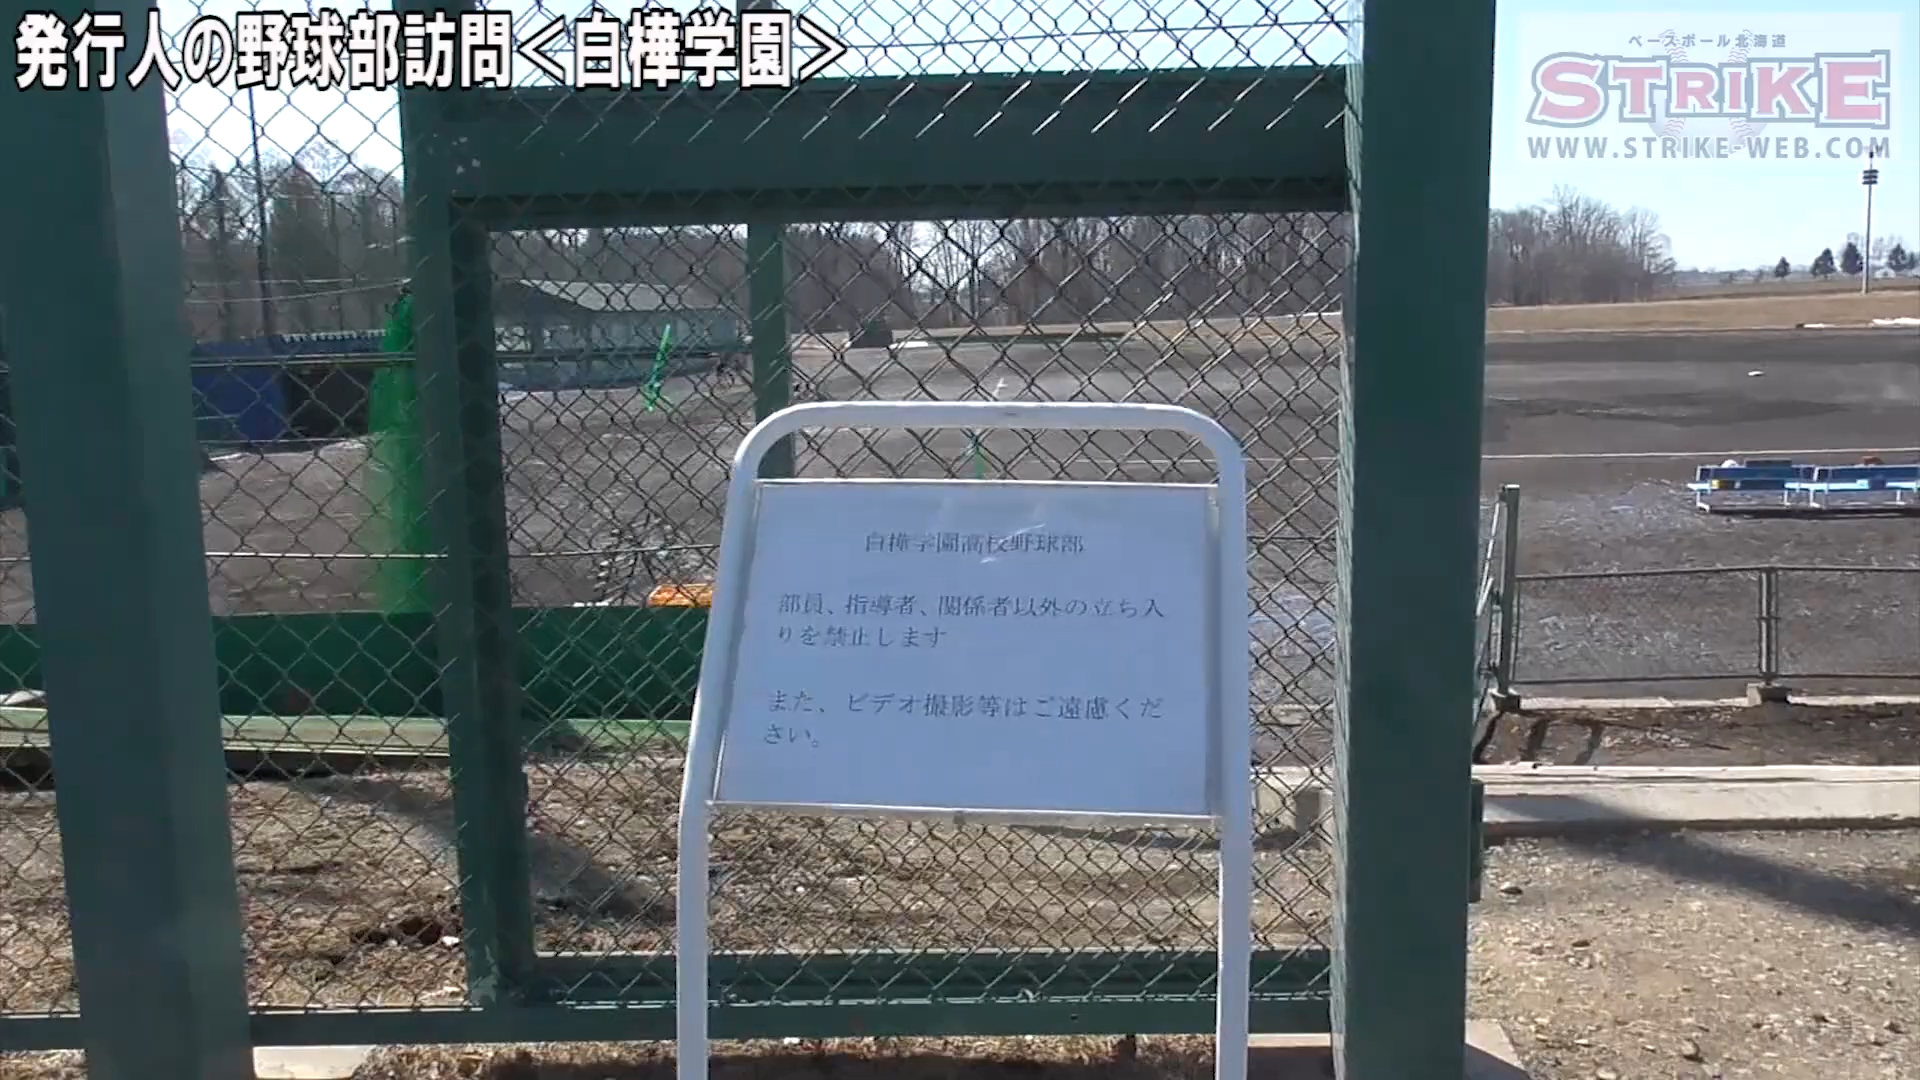 発行人の野球部訪問＜白樺学園＞
ベースボール北海道
STRIKE
WWW.STRIKE-WEB.COM
白樺学園高校野球部
部員、指導者、関係者以外の立ち入
りを禁止します
また、ビデオ撮影等はご遠慮くだ
さい。